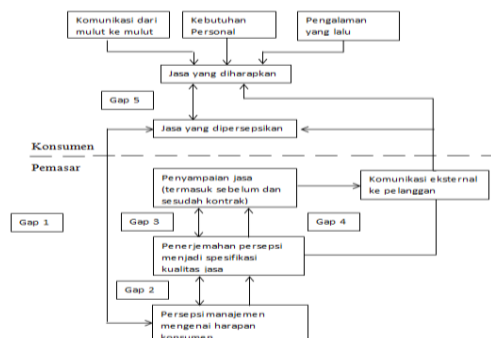 Komunikasi dari
mulut ke mulut
Kebutuhan
Personal
Pengalaman
yang lalu
Jasa yang diharapkan
Gap 5
Jasa yang dipersepsikan
Konsumen
Pemasar
Penyampaian jasa
(termasuk sebelum dan
sesudah kontrak)
Komunikasi eksternal
ke pelanggan
Gap 1
Gap 3
Gap 4
Penerjemahan persepsi
menjadi spesifikasi
kualitas jasa
Gap 2
Persepsi manajemen
mengenai harapan
konsumen